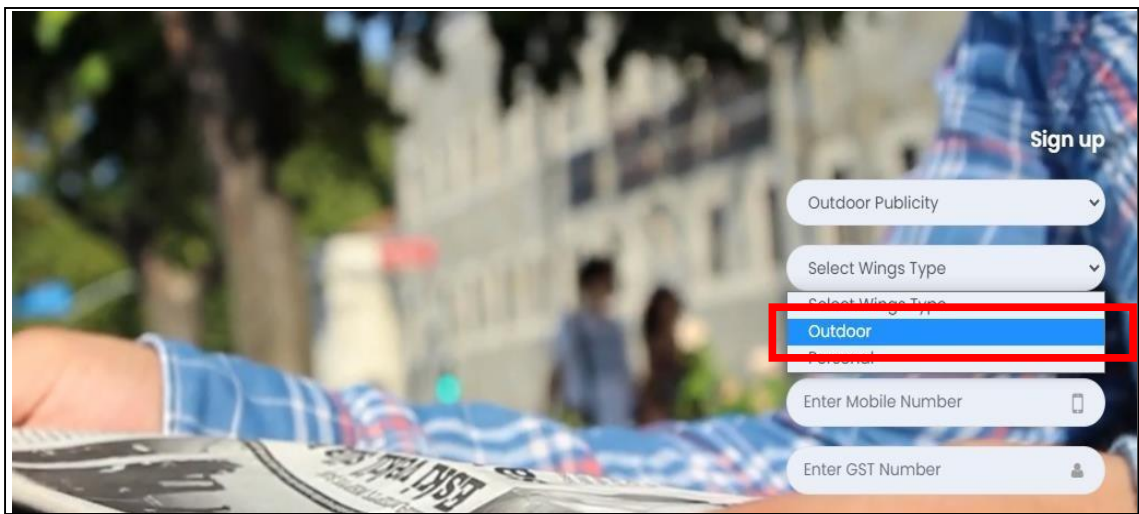 Sign up
Outdoor Publicity
Select Wings Type
Select Wings Type
Outdoor
Personal
Enter Mobile Number
Enter GST Number